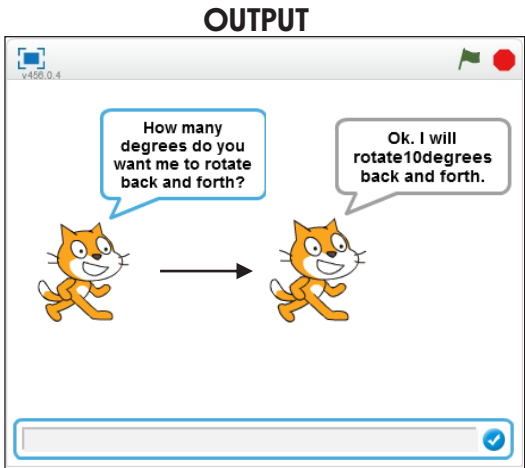 OUTPUT
v456.0.4
How many
degrees do you
want me to rotate
back and forth?
Ok. I will
rotate10degrees
back and forth.